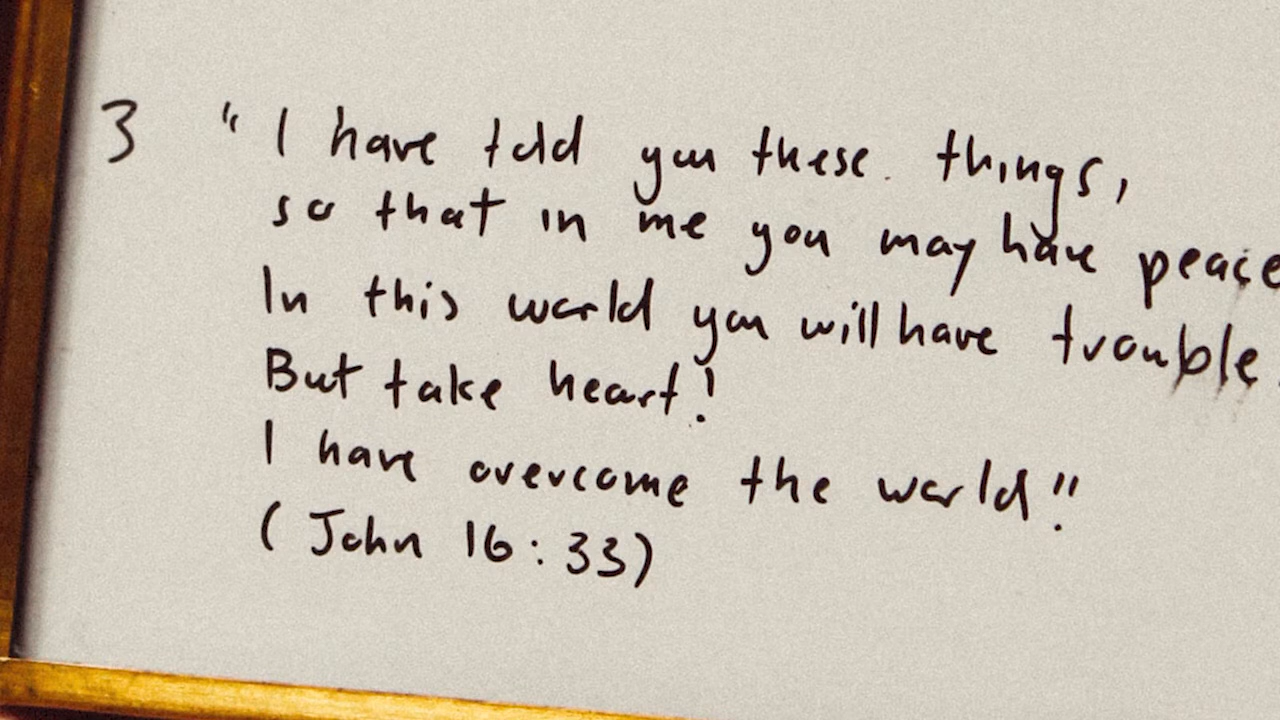 3 "I have told you these things,
so that in me you may have peace
In this world you will have trouble.
But take heart!
I have overcome the world!"
(John 16:33)